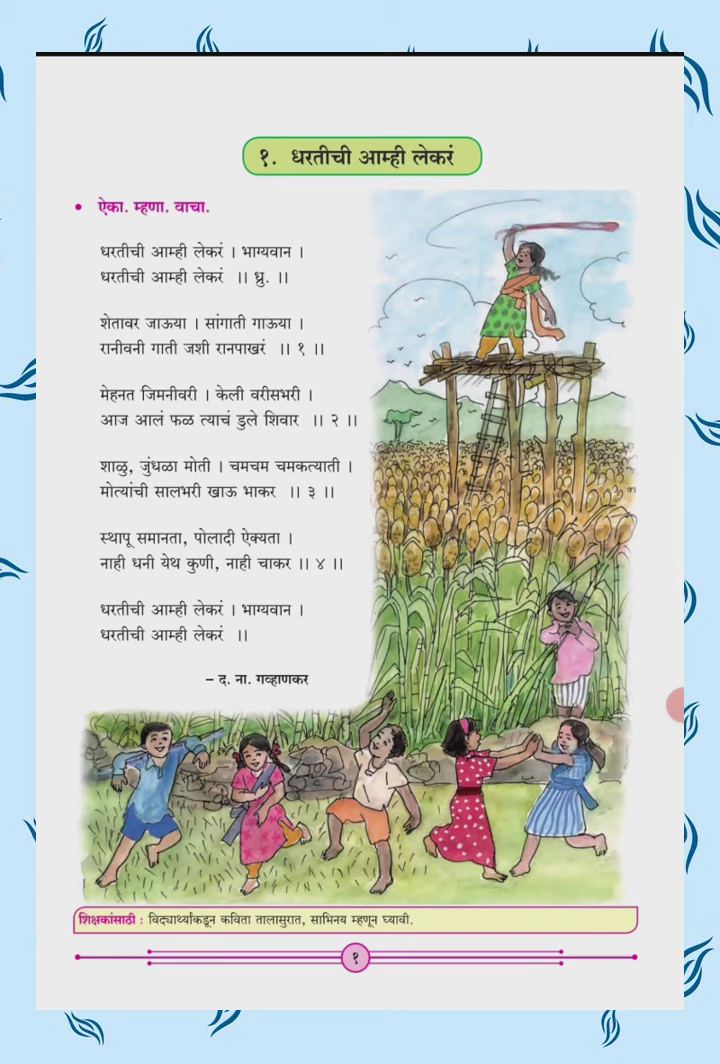 १. धरतीची आम्ही लेकरं
• ऐका. म्हणा. वाचा.
धरतीची आम्ही लेकरं । भाग्यवान ।
धरतीची आम्ही लेकरं ।। ध्रु. ।।
शेतावर जाऊया । सांगाती गाऊया ।
रानीवनी गाती जशी रानपाखरं ।। १ ।।
मेहनत जिमनीवरी । केली वरीसभरी ।
आज आलं फळ त्याचं डुले शिवार ।। २ ।।
शाळु, जुंधळा मोती । चमचम चमकत्याती ।
मोत्यांची सालभरी खाऊ भाकर ।। ३ ।।
स्थापू समानता, पोलादी ऐक्यता ।
नाही धनी येथ कुणी, नाही चाकर ।। ४ ।।
धरतीची आम्ही लेकरं । भाग्यवान ।
धरतीची आम्ही लेकरं ।।
– द. ना. गव्हाणकर
शिक्षकांसाठी : विद्यार्थ्यांकडून कविता तालासुरात, साभिनय म्हणून घ्यावी.
१